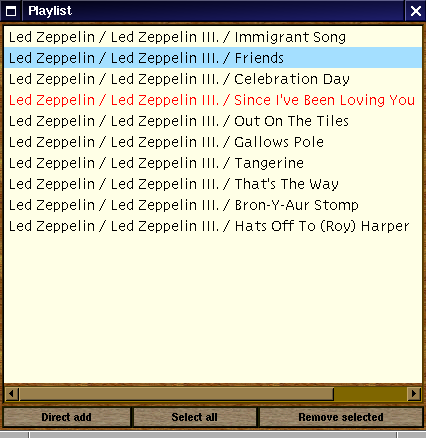 Playlist
Led Zeppelin / Led Zeppelin III. / Immigrant Song
Led Zeppelin / Led Zeppelin III. / Friends
Led Zeppelin / Led Zeppelin III. / Celebration Day
Led Zeppelin / Led Zeppelin III. / Since I've Been Loving You
Led Zeppelin / Led Zeppelin III. / Out On The Tiles
Led Zeppelin / Led Zeppelin III. / Gallows Pole
Led Zeppelin / Led Zeppelin III. / Tangerine
Led Zeppelin / Led Zeppelin III. / That's The Way
Led Zeppelin / Led Zeppelin III. / Bron-Y-Aur Stomp
Led Zeppelin / Led Zeppelin III. / Hats Off To (Roy) Harper
Direct add Select all Remove selected